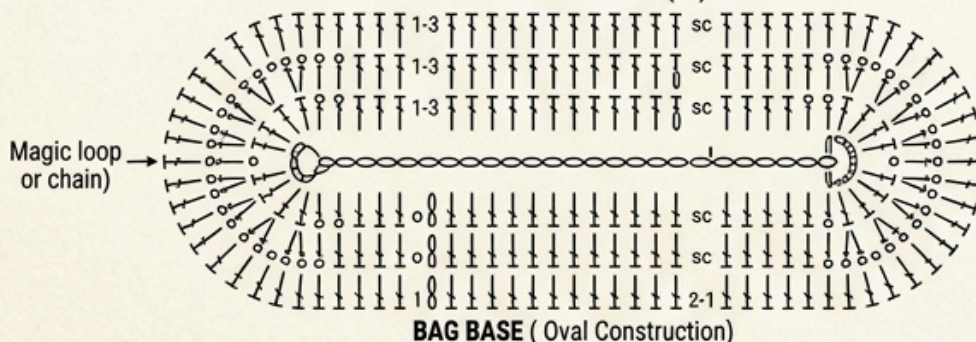 1-3 sc
1-3 sc
1-3 sc
Magic loop
or chain)
sc
sc
1 2-1
BAG BASE ( Oval Construction)